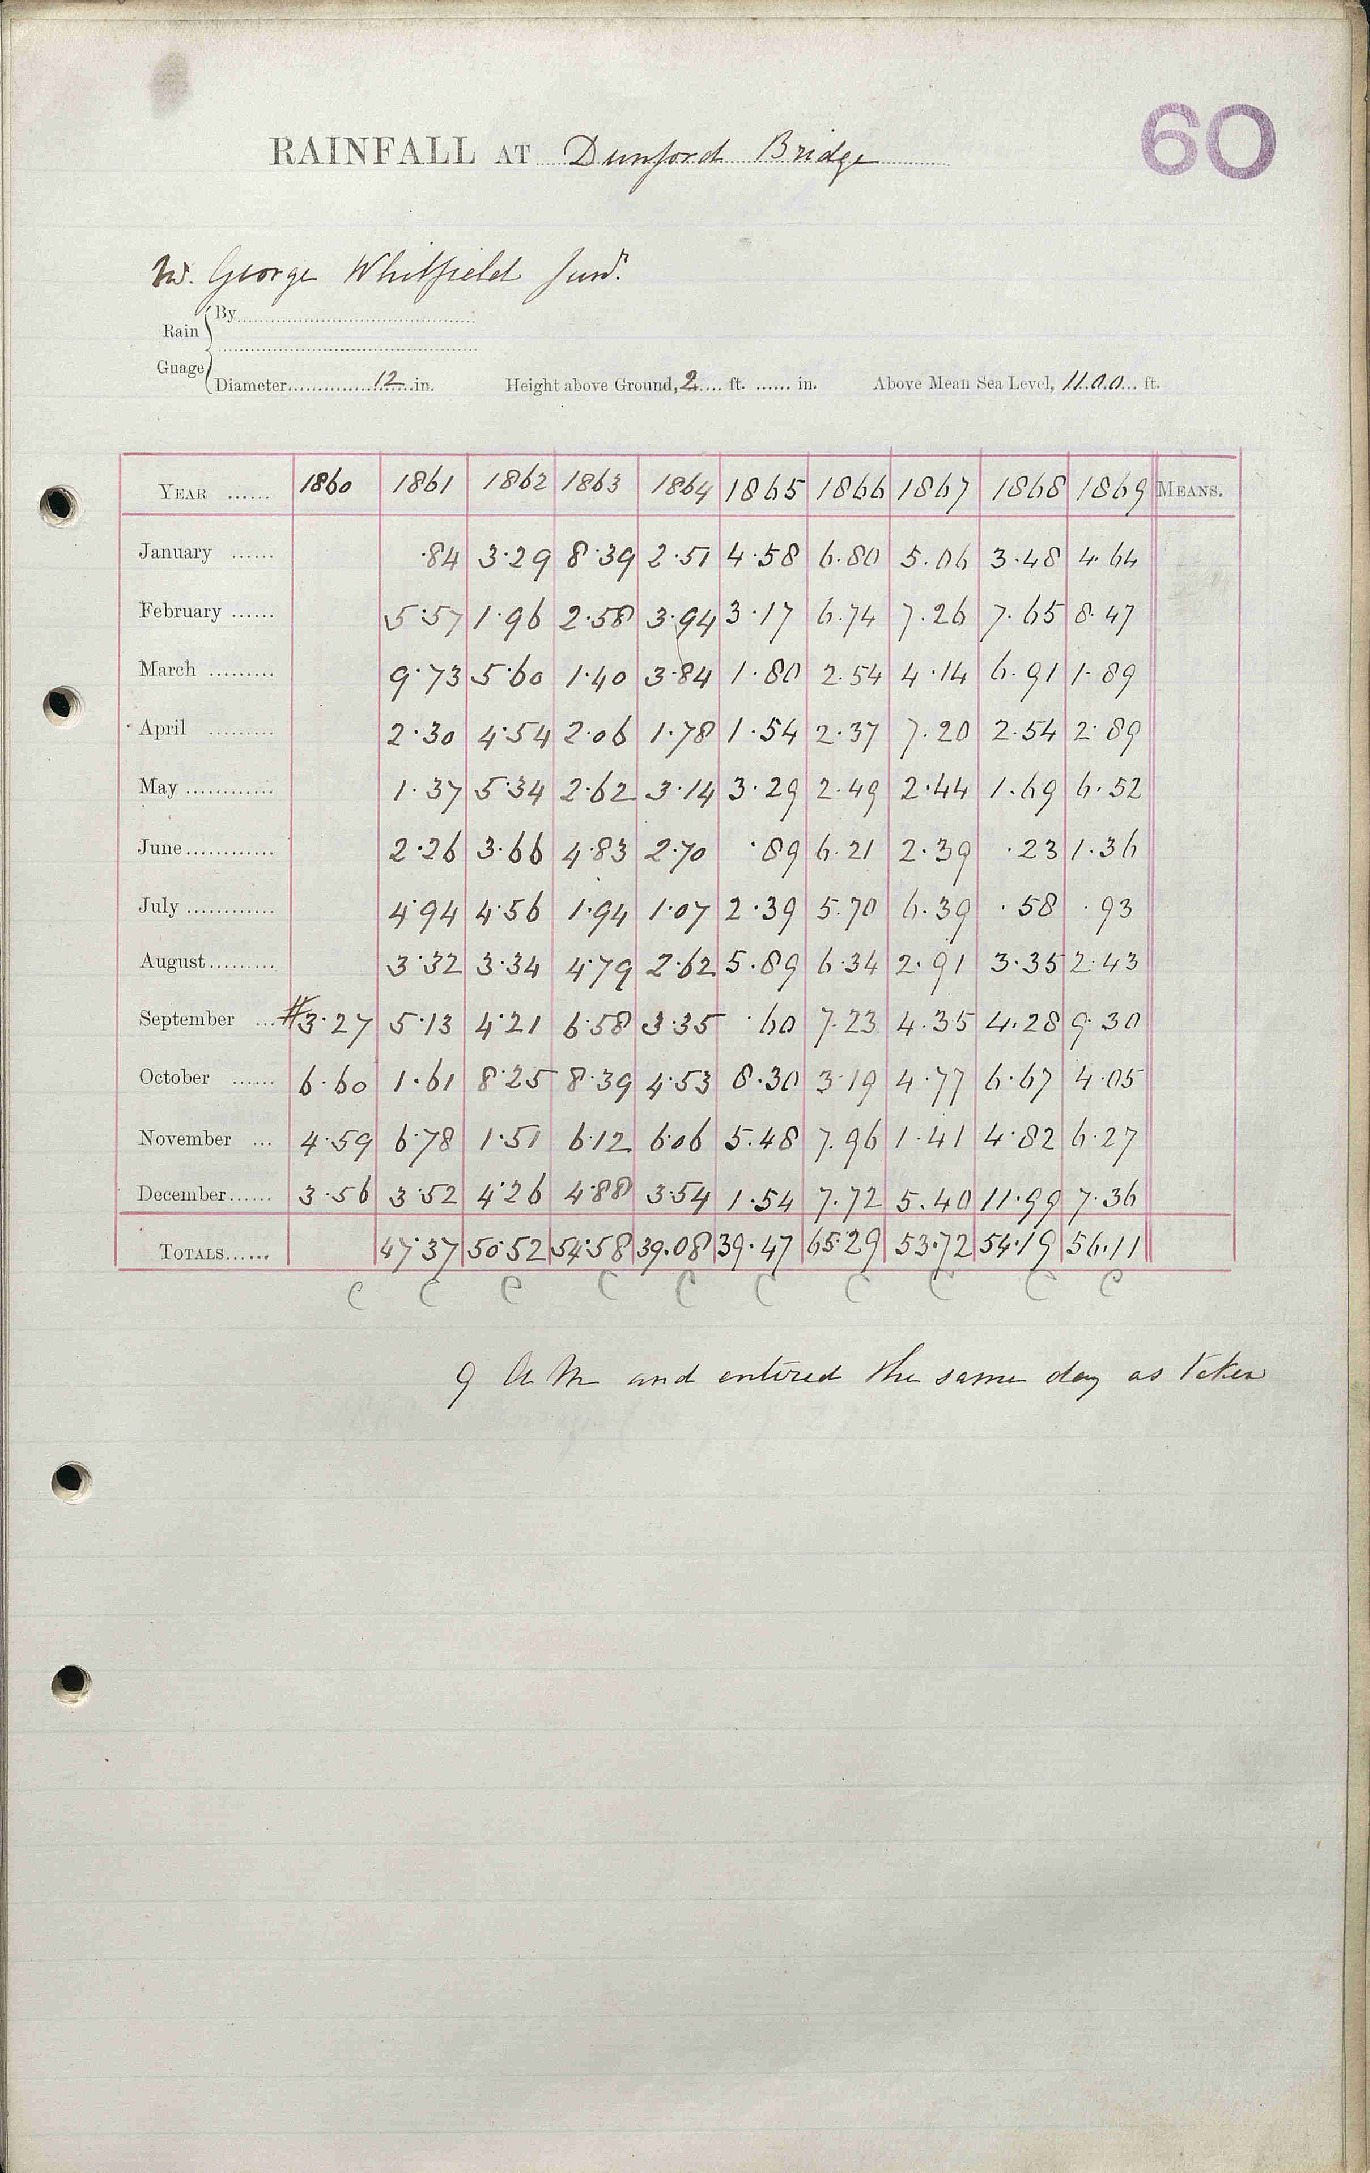 60
RAINFALL AT Dunford Bridge
George Whitfield Junr.
Rain Guage { By
Diameter 12 in. Height above Ground, 2 ft. in. Above Mean Sea Level, 1100 ft.
YEAR 1860 1861 1862 1863 1864 1865 1866 1867 1868 1869 MEANS.
January ·84 3·29 8·39 2·51 4·58 6·80 5·06 3·48 4·64
February 5·57 1·96 2·58 3·94 3·17 6·74 7·26 7·65 8·47
March 9·73 5·60 1·40 3·84 1·80 2·54 4·14 6·91 1·89
April 2·30 4·54 2·06 1·78 1·54 2·37 7·20 2·54 2·89
May 1·37 5·34 2·62 3·14 3·29 2·49 2·44 1·69 6·52
June 2·26 3·66 4·83 2·70 ·89 6·21 2·39 ·23 1·36
July 4·94 4·56 1·94 1·07 2·39 5·70 6·39 ·58 ·93
August 3·32 3·34 4·79 2·62 5·89 6·34 2·91 3·35 2·43
September #3·27 5·13 4·21 6·58 3·35 ·60 7·23 4·35 4·28 9·30
October 6·60 1·61 8·25 8·39 4·53 8·30 3·19 4·77 6·67 4·05
November 4·59 6·78 1·51 6·12 6·06 5·48 7·96 1·41 4·82 6·27
December 3·56 3·52 4·26 4·88 3·54 1·54 7·72 5·40 11·99 7·36
TOTALS 47·37 50·52 54·58 39·08 39·47 65·29 53·72 54·19 56·11
C C C C C C C C C C
9 A M and entered the same day as taken